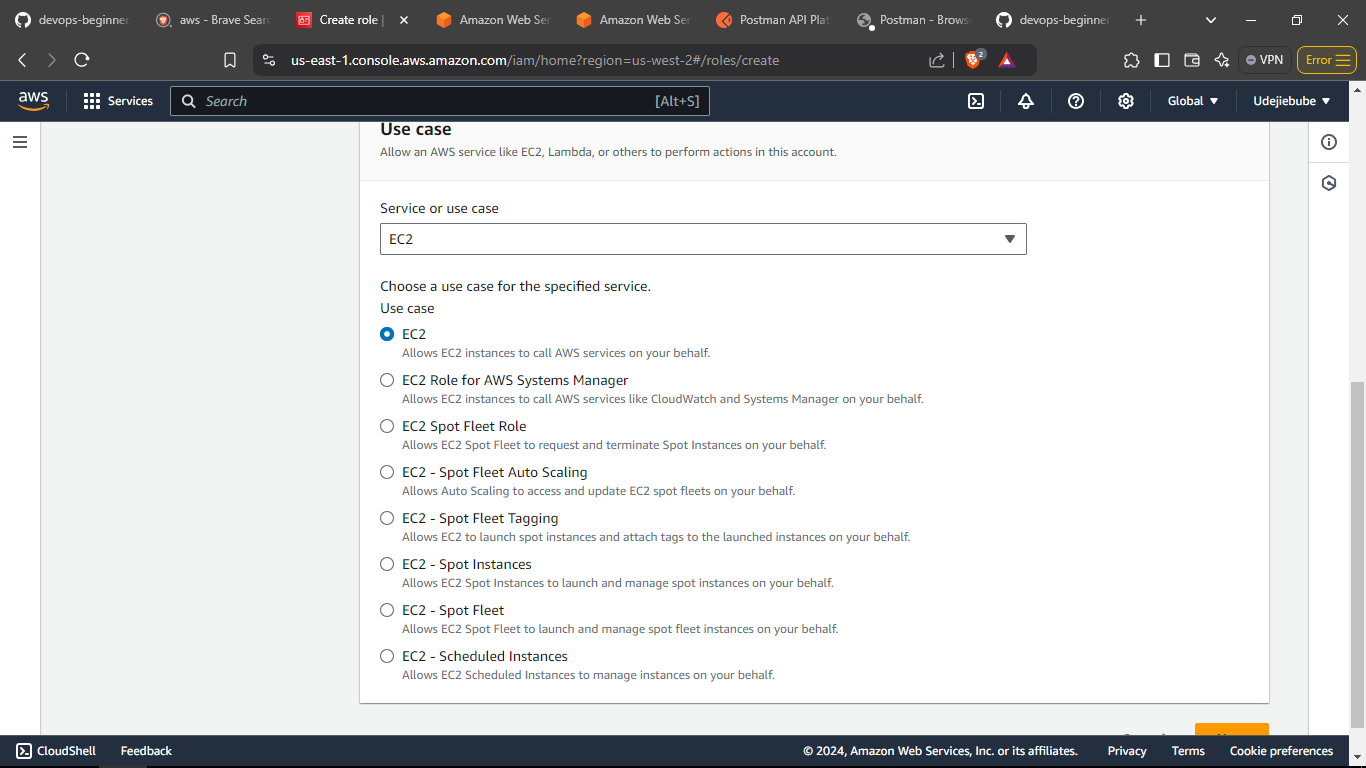 devops-beginner
aws - Brave Sear
Create role |
Amazon Web Se
Amazon Web Se
Postman API Plat
Postman - Brows
devops-beginner
us-east-1.console.aws.amazon.com/iam/home?region=us-west-2#/roles/create
2
VPN
Error
aws
Services
Search
[Alt+S]
Global
Udejiebube
Use case
Allow an AWS service like EC2, Lambda, or others to perform actions in this account.
Service or use case
EC2
Choose a use case for the specified service.
Use case
EC2
Allows EC2 instances to call AWS services on your behalf.
EC2 Role for AWS Systems Manager
Allows EC2 instances to call AWS services like CloudWatch and Systems Manager on your behalf.
EC2 Spot Fleet Role
Allows EC2 Spot Fleet to request and terminate Spot Instances on your behalf.
EC2 - Spot Fleet Auto Scaling
Allows Auto Scaling to access and update EC2 spot fleets on your behalf.
EC2 - Spot Fleet Tagging
Allows EC2 to launch spot instances and attach tags to the launched instances on your behalf.
EC2 - Spot Instances
Allows EC2 Spot Instances to launch and manage spot instances on your behalf.
EC2 - Spot Fleet
Allows EC2 Spot Fleet to launch and manage spot fleet instances on your behalf.
EC2 - Scheduled Instances
Allows EC2 Scheduled Instances to manage instances on your behalf.
CloudShell
Feedback
© 2024, Amazon Web Services, Inc. or its affiliates.
Privacy
Terms
Cookie preferences